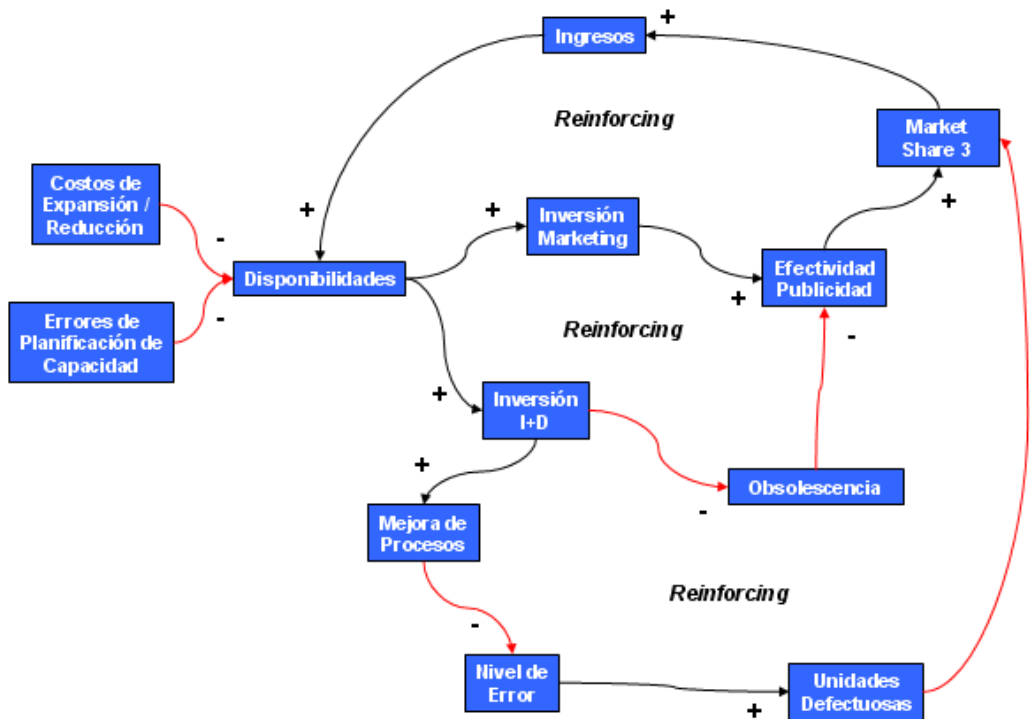 +
Ingresos
Reinforcing
Market
Share 3
Costos de
Expansión /
Reducción
+
+
Inversión
Marketing
+
-
Efectividad
Publicidad
Disponibilidades
+
-
Errores de
Planificación de
Capacidad
Reinforcing
-
+
Inversión
I+D
+
Obsolescencia
-
Mejora de
Procesos
Reinforcing
-
Nivel de
Error
Unidades
Defectuosas
+